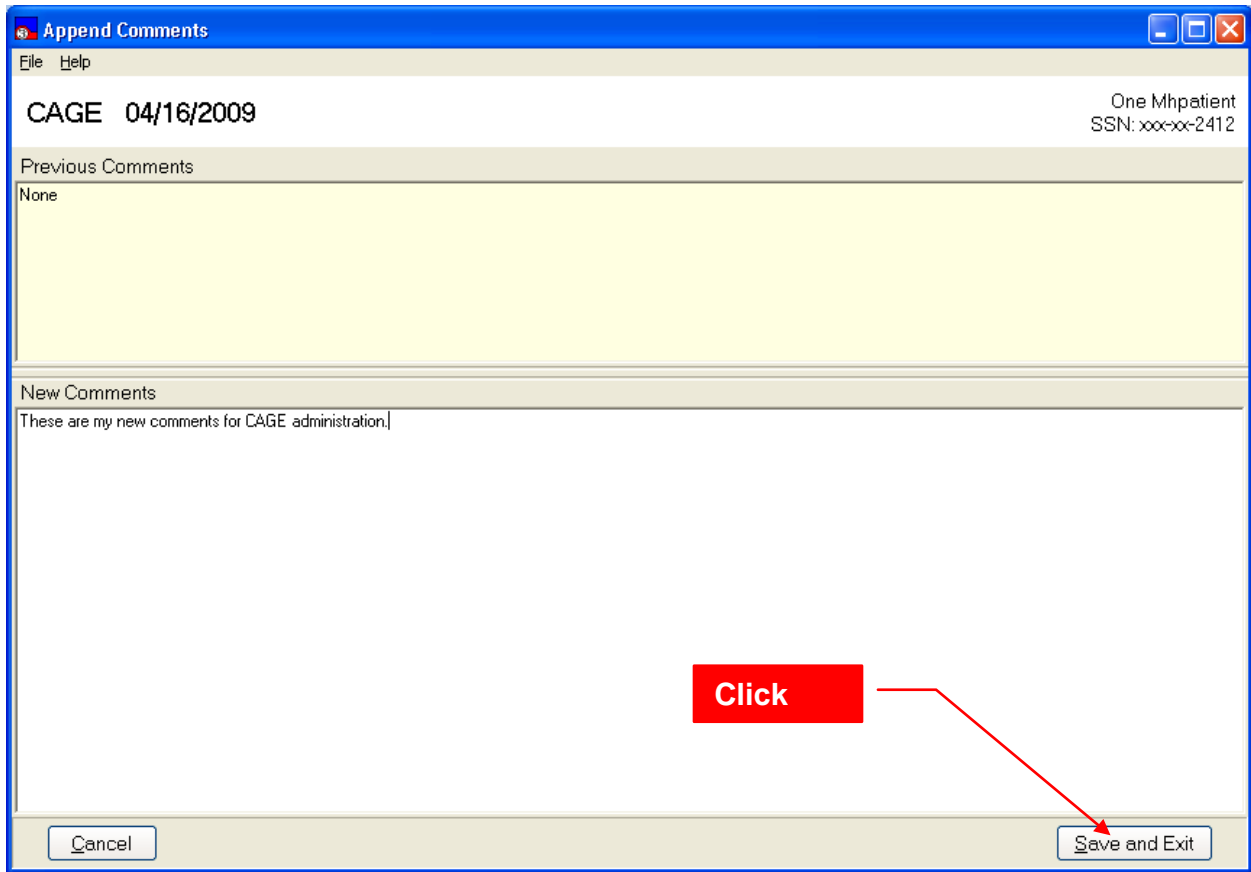 Append Comments
File Help
CAGE 04/16/2009
One Mhpatient
SSN: xxx-xx-2412
Previous Comments
None
New Comments
These are my new comments for CAGE administration.
Click
Cancel
Save and Exit